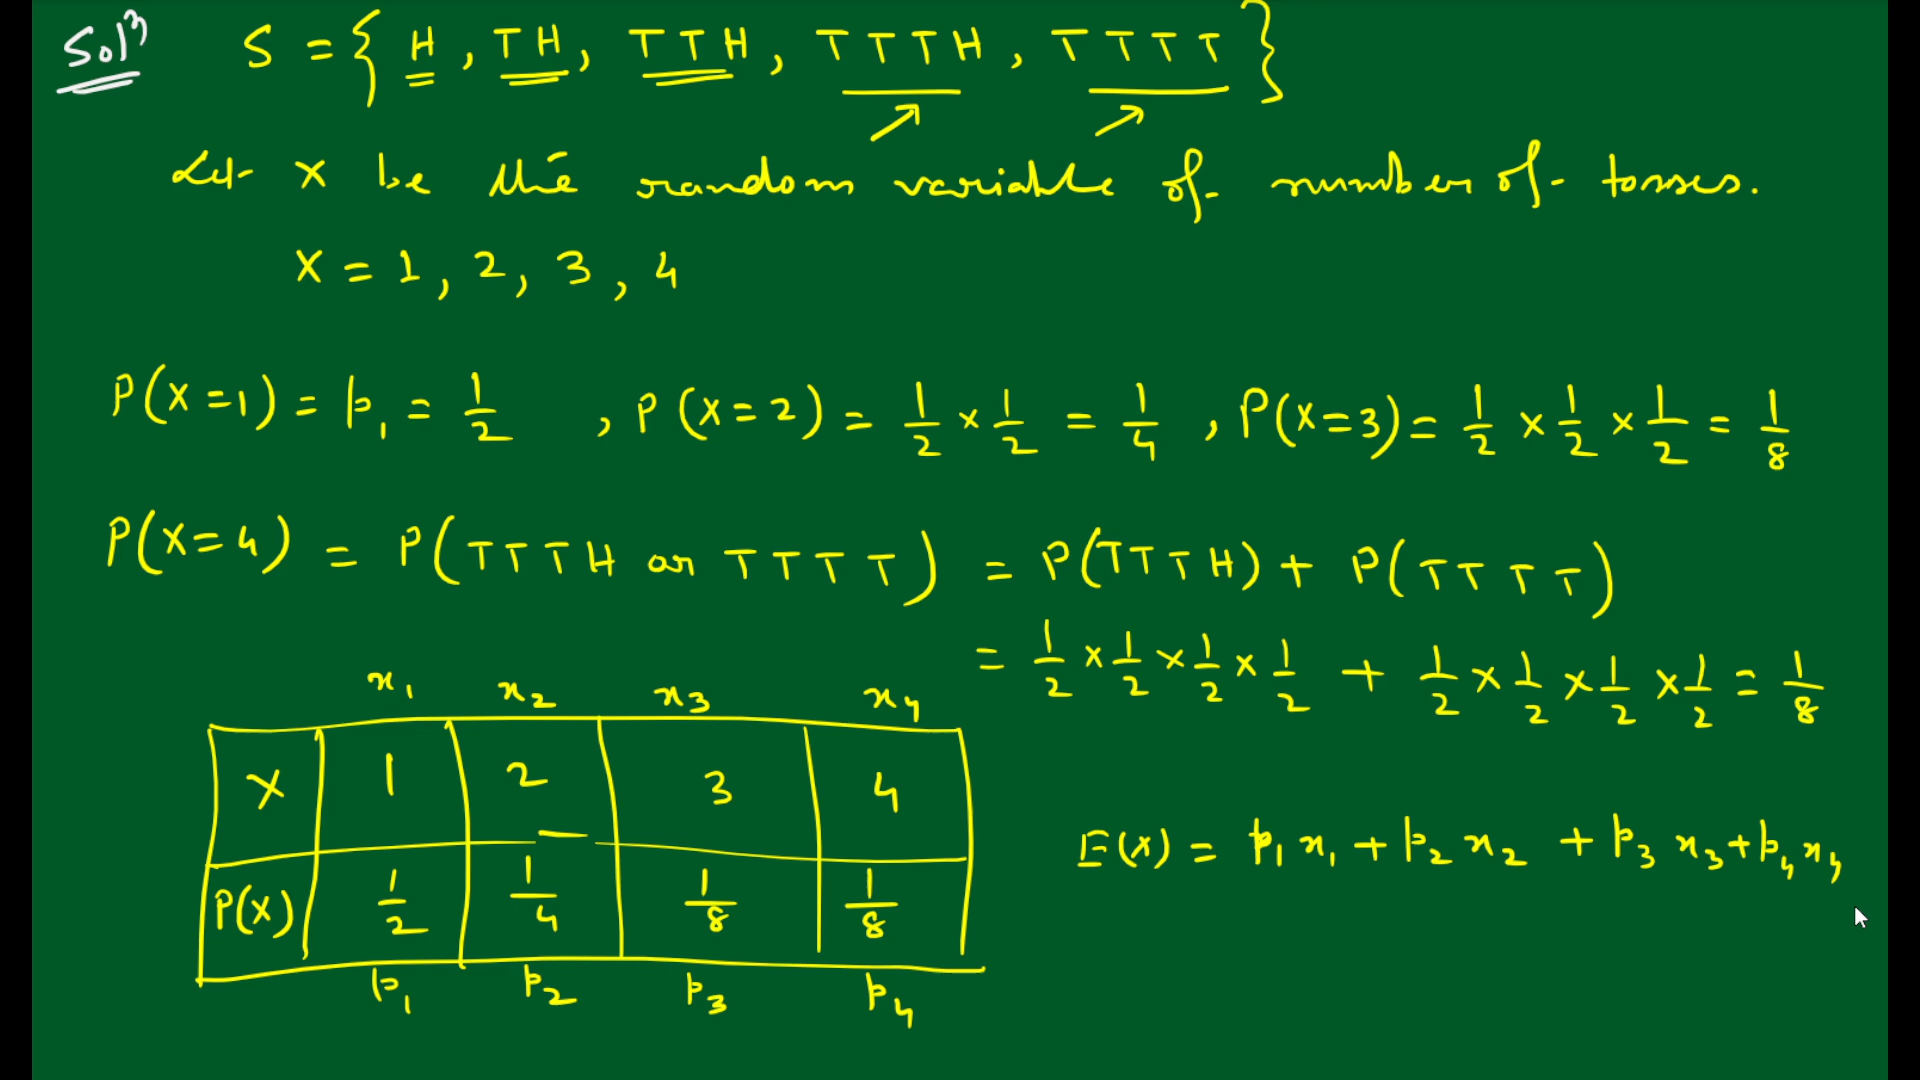 Solⁿ S = { H , TH , TTH , TTTH , TTTT }
Let X be the random variable of number of tosses.
X = 1 , 2 , 3 , 4
P(X=1) = p₁ = 1/2 , P(X=2) = 1/2 × 1/2 = 1/4 , P(X=3) = 1/2 × 1/2 × 1/2 = 1/8
P(X=4) = P(TTTH or TTTT) = P(TTTH) + P(TTTT)
= 1/2 × 1/2 × 1/2 × 1/2 + 1/2 × 1/2 × 1/2 × 1/2 = 1/8
x₁ x₂ x₃ x₄
X 1 2 3 4
P(X) 1/2 1/4 1/8 1/8
p₁ p₂ p₃ p₄
E(X) = p₁x₁ + p₂x₂ + p₃x₃ + p₄x₄